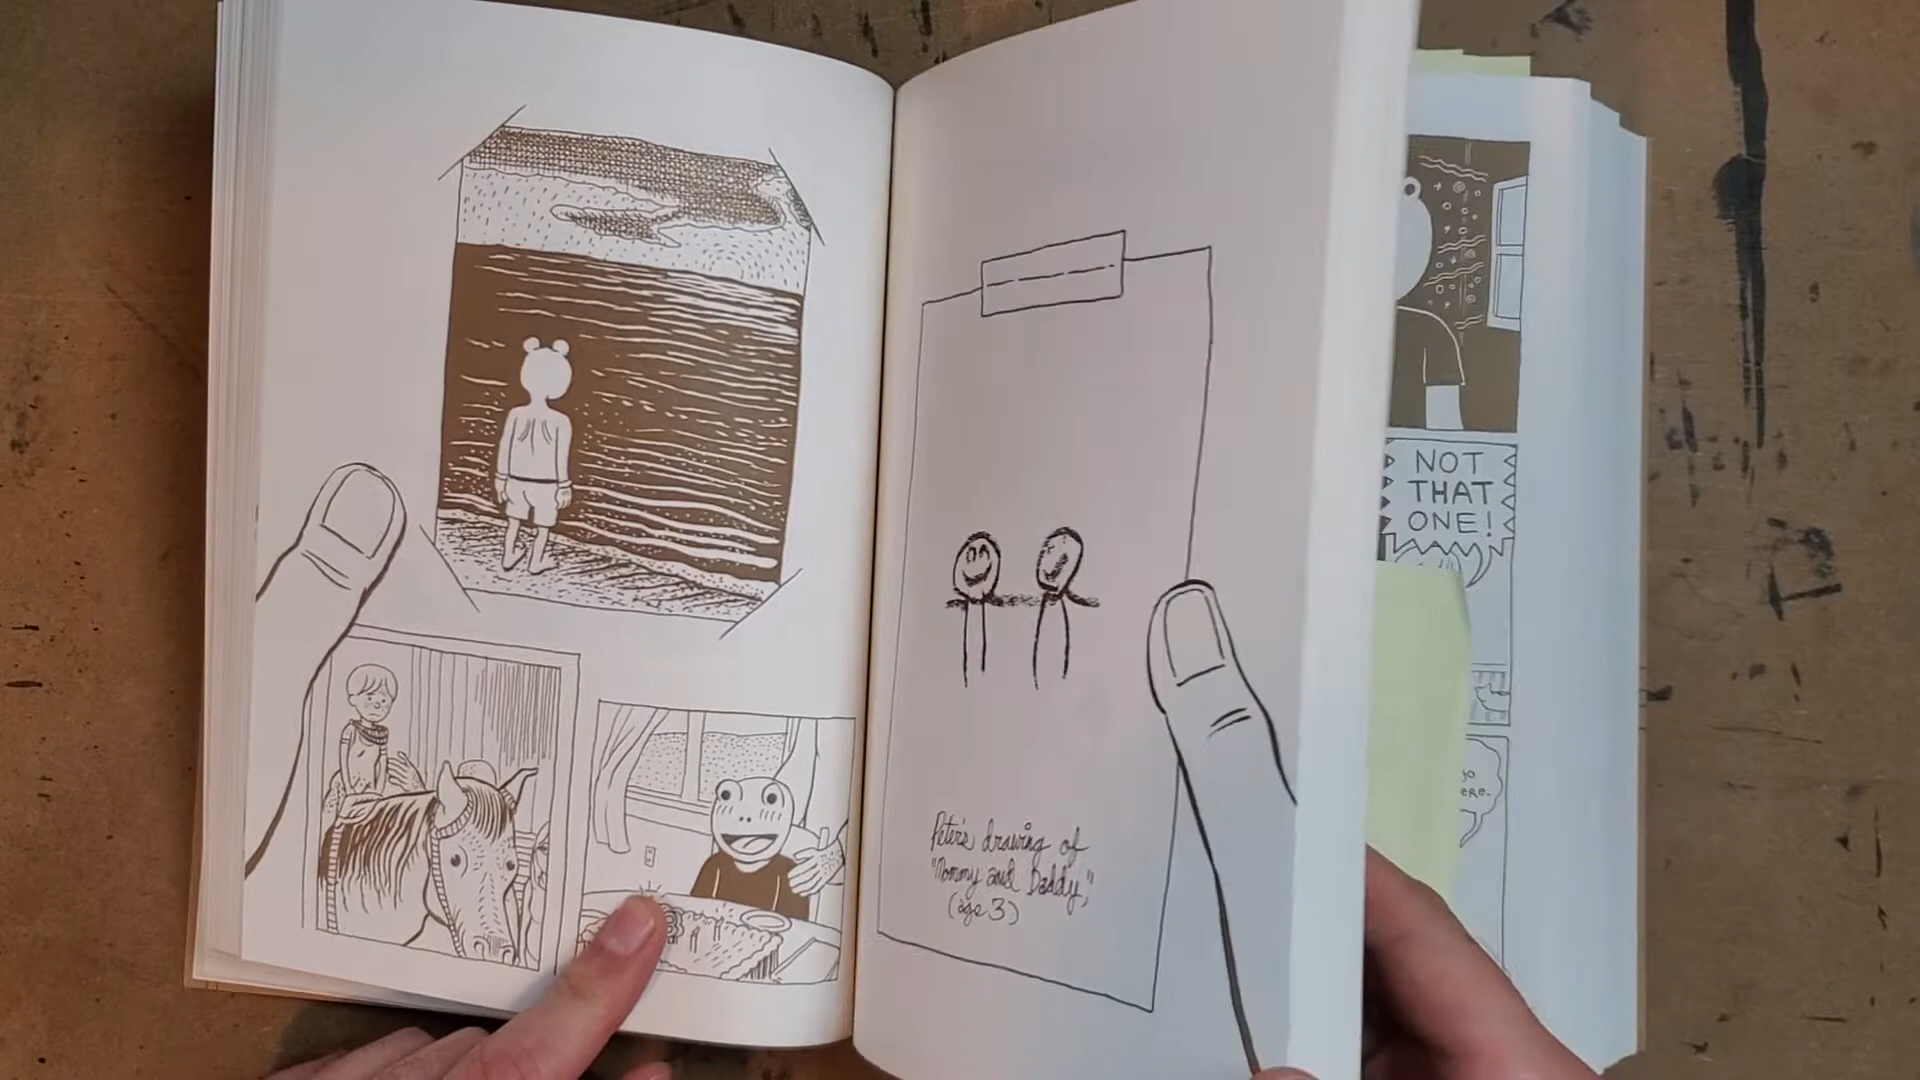 Peter's drawing of
"Mommy and Daddy,"
(age 3)
NOT
THAT
ONE!